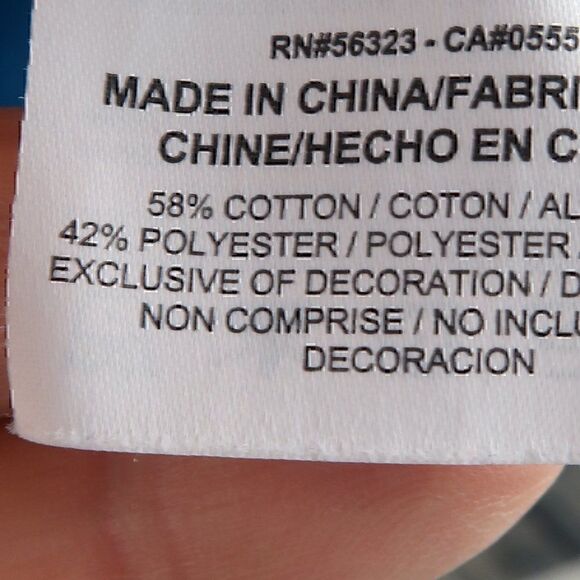 RN#56323 - CA#0555
MADE IN CHINA/FABRI
CHINE/HECHO EN C
58% COTTON / COTON / AL
42% POLYESTER / POLYESTER /
EXCLUSIVE OF DECORATION / D
NON COMPRISE / NO INCLU
DECORACION